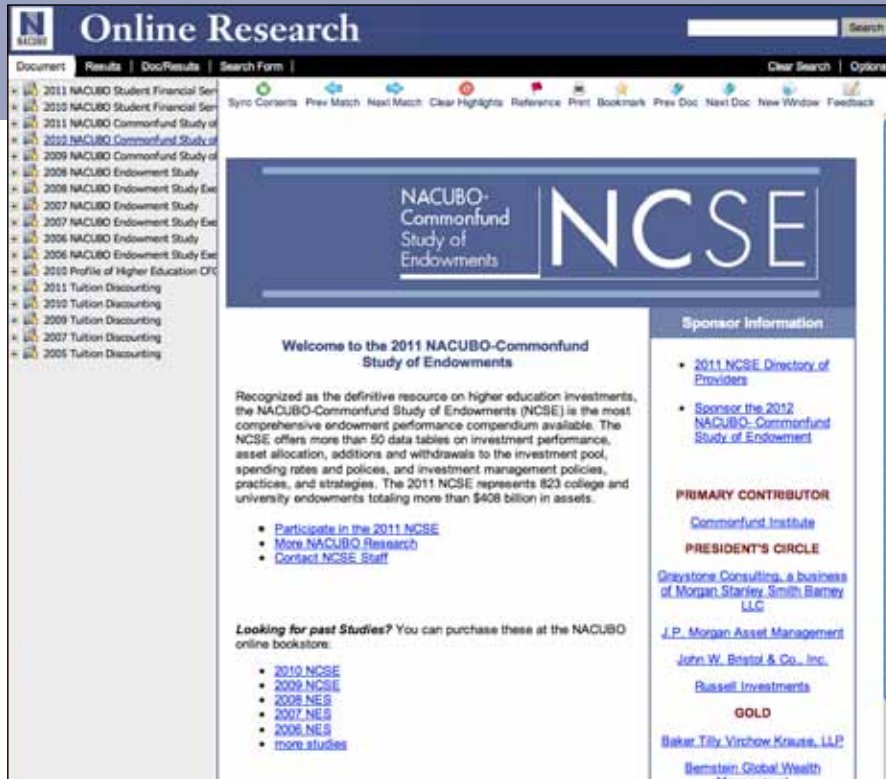 NACUBO
Online Research
Search
Document Results | Doc/Results | Search Form |
Clear Search | Options
Sync Contents Prev Match Next Match Clear Highlights Reference Print Bookmark Prev Doc Next Doc New Window Feedback
2011 NACUBO Student Financial Ser
2010 NACUBO Student Financial Ser
2011 NACUBO Commonfund Study of
2010 NACUBO Commonfund Study of
2009 NACUBO Commonfund Study of
2008 NACUBO Endowment Study
2008 NACUBO Endowment Study Exe
2007 NACUBO Endowment Study
2007 NACUBO Endowment Study Exe
2006 NACUBO Endowment Study
2006 NACUBO Endowment Study Exe
2010 Profile of Higher Education CFO
2011 Tuition Discounting
2010 Tuition Discounting
2009 Tuition Discounting
2007 Tuition Discounting
2005 Tuition Discounting
NACUBO-
Commonfund
Study of
Endowments
NCSE
Welcome to the 2011 NACUBO-Commonfund
Study of Endowments
Recognized as the definitive resource on higher education investments,
the NACUBO-Commonfund Study of Endowments (NCSE) is the most
comprehensive endowment performance compendium available. The
NCSE offers more than 50 data tables on investment performance,
asset allocation, additions and withdrawals to the investment pool,
spending rates and polices, and investment management policies,
practices, and strategies. The 2011 NCSE represents 823 college and
university endowments totaling more than $408 billion in assets.
Participate in the 2011 NCSE
More NACUBO Research
Contact NCSE Staff
Looking for past Studies? You can purchase these at the NACUBO
online bookstore:
2010 NCSE
2009 NCSE
2008 NES
2007 NES
2006 NES
more studies
Sponsor Information
2011 NCSE Directory of
Providers
Sponsor the 2012
NACUBO- Commonfund
Study of Endowment
PRIMARY CONTRIBUTOR
Commonfund Institute
PRESIDENT'S CIRCLE
Graystone Consulting, a business
of Morgan Stanley Smith Barney
LLC
J.P. Morgan Asset Management
John W. Bristol & Co., Inc.
Russell Investments
GOLD
Baker Tilly Virchow Krause, LLP
Bernstein Global Wealth